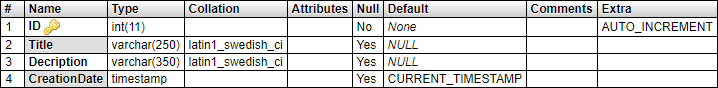 # Name Type Collation Attributes Null Default Comments Extra
1 ID int(11) No None AUTO_INCREMENT
2 Title varchar(250) latin1_swedish_ci Yes NULL
3 Decription varchar(350) latin1_swedish_ci Yes NULL
4 CreationDate timestamp Yes CURRENT_TIMESTAMP